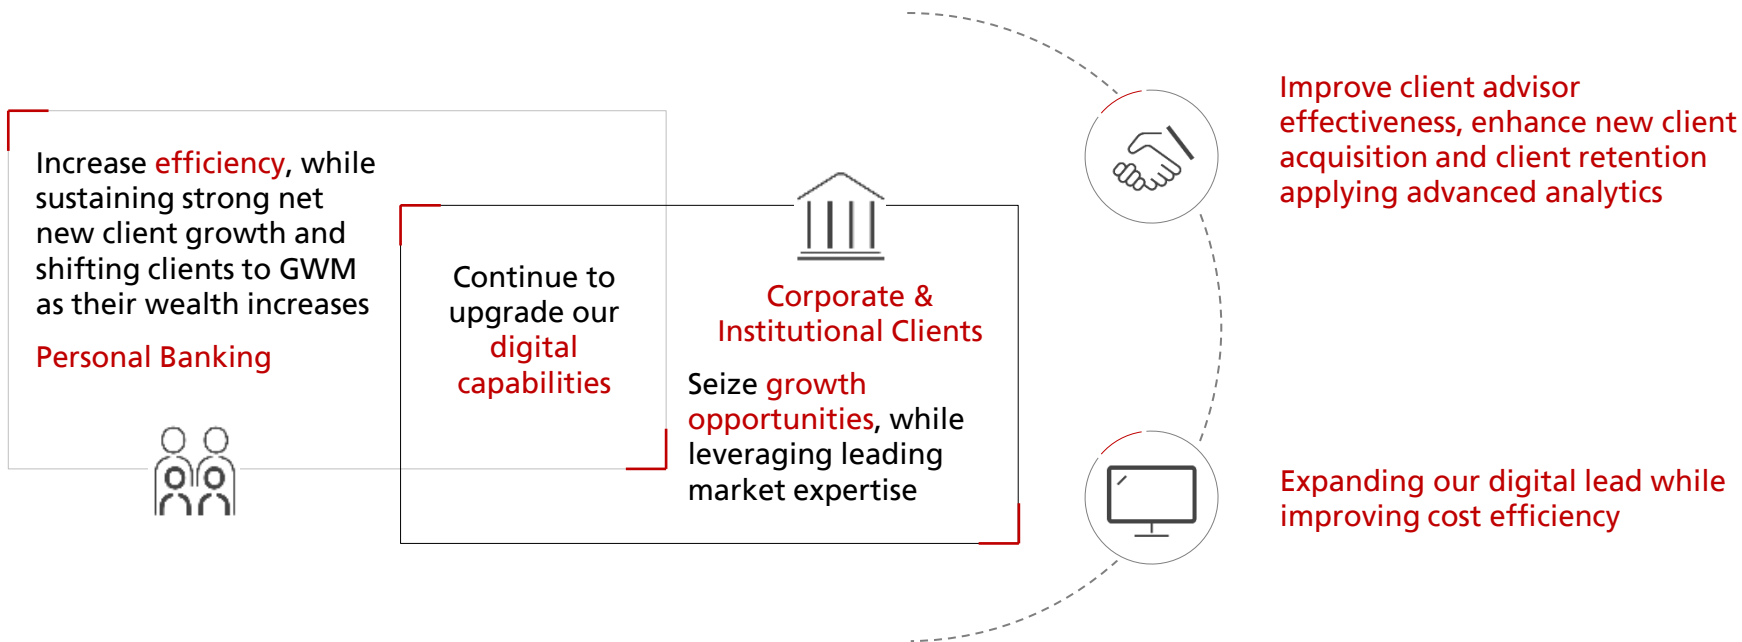 Increase efficiency, while
sustaining strong net
new client growth and
shifting clients to GWM
as their wealth increases
Personal Banking
Continue to
upgrade our
digital
capabilities
Corporate &
Institutional Clients
Seize growth
opportunities, while
leveraging leading
market expertise
Improve client advisor
effectiveness, enhance new client
acquisition and client retention
applying advanced analytics
Expanding our digital lead while
improving cost efficiency